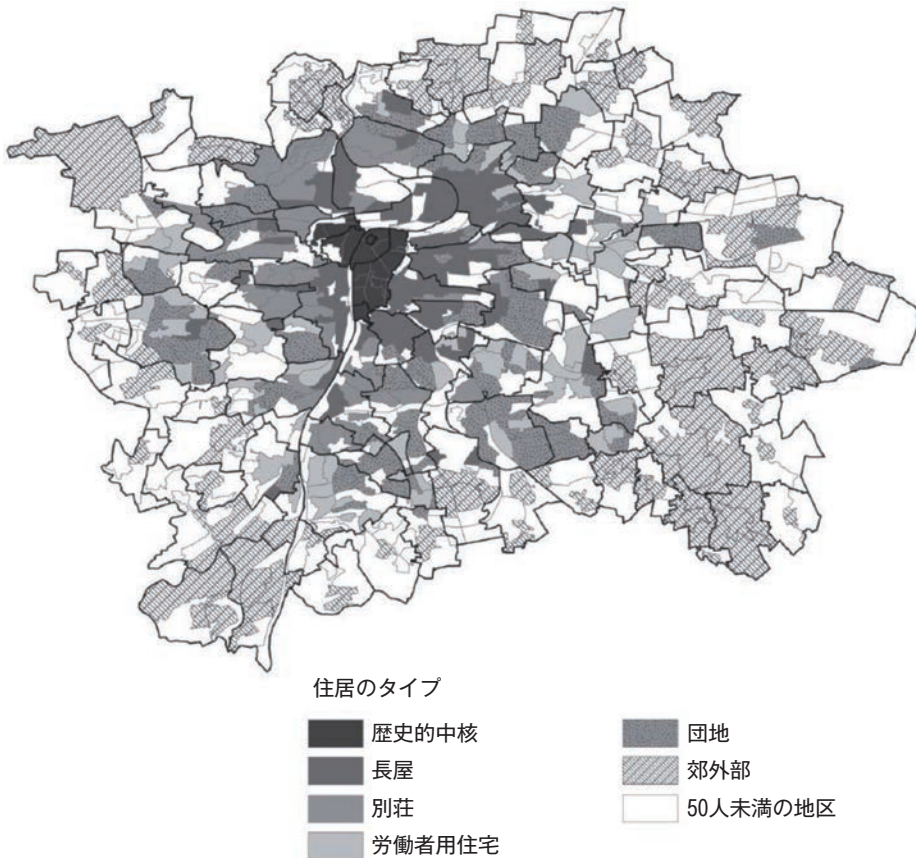 住居のタイプ
歴史的中核
長屋
別荘
労働者用住宅
団地
郊外部
50人未満の地区